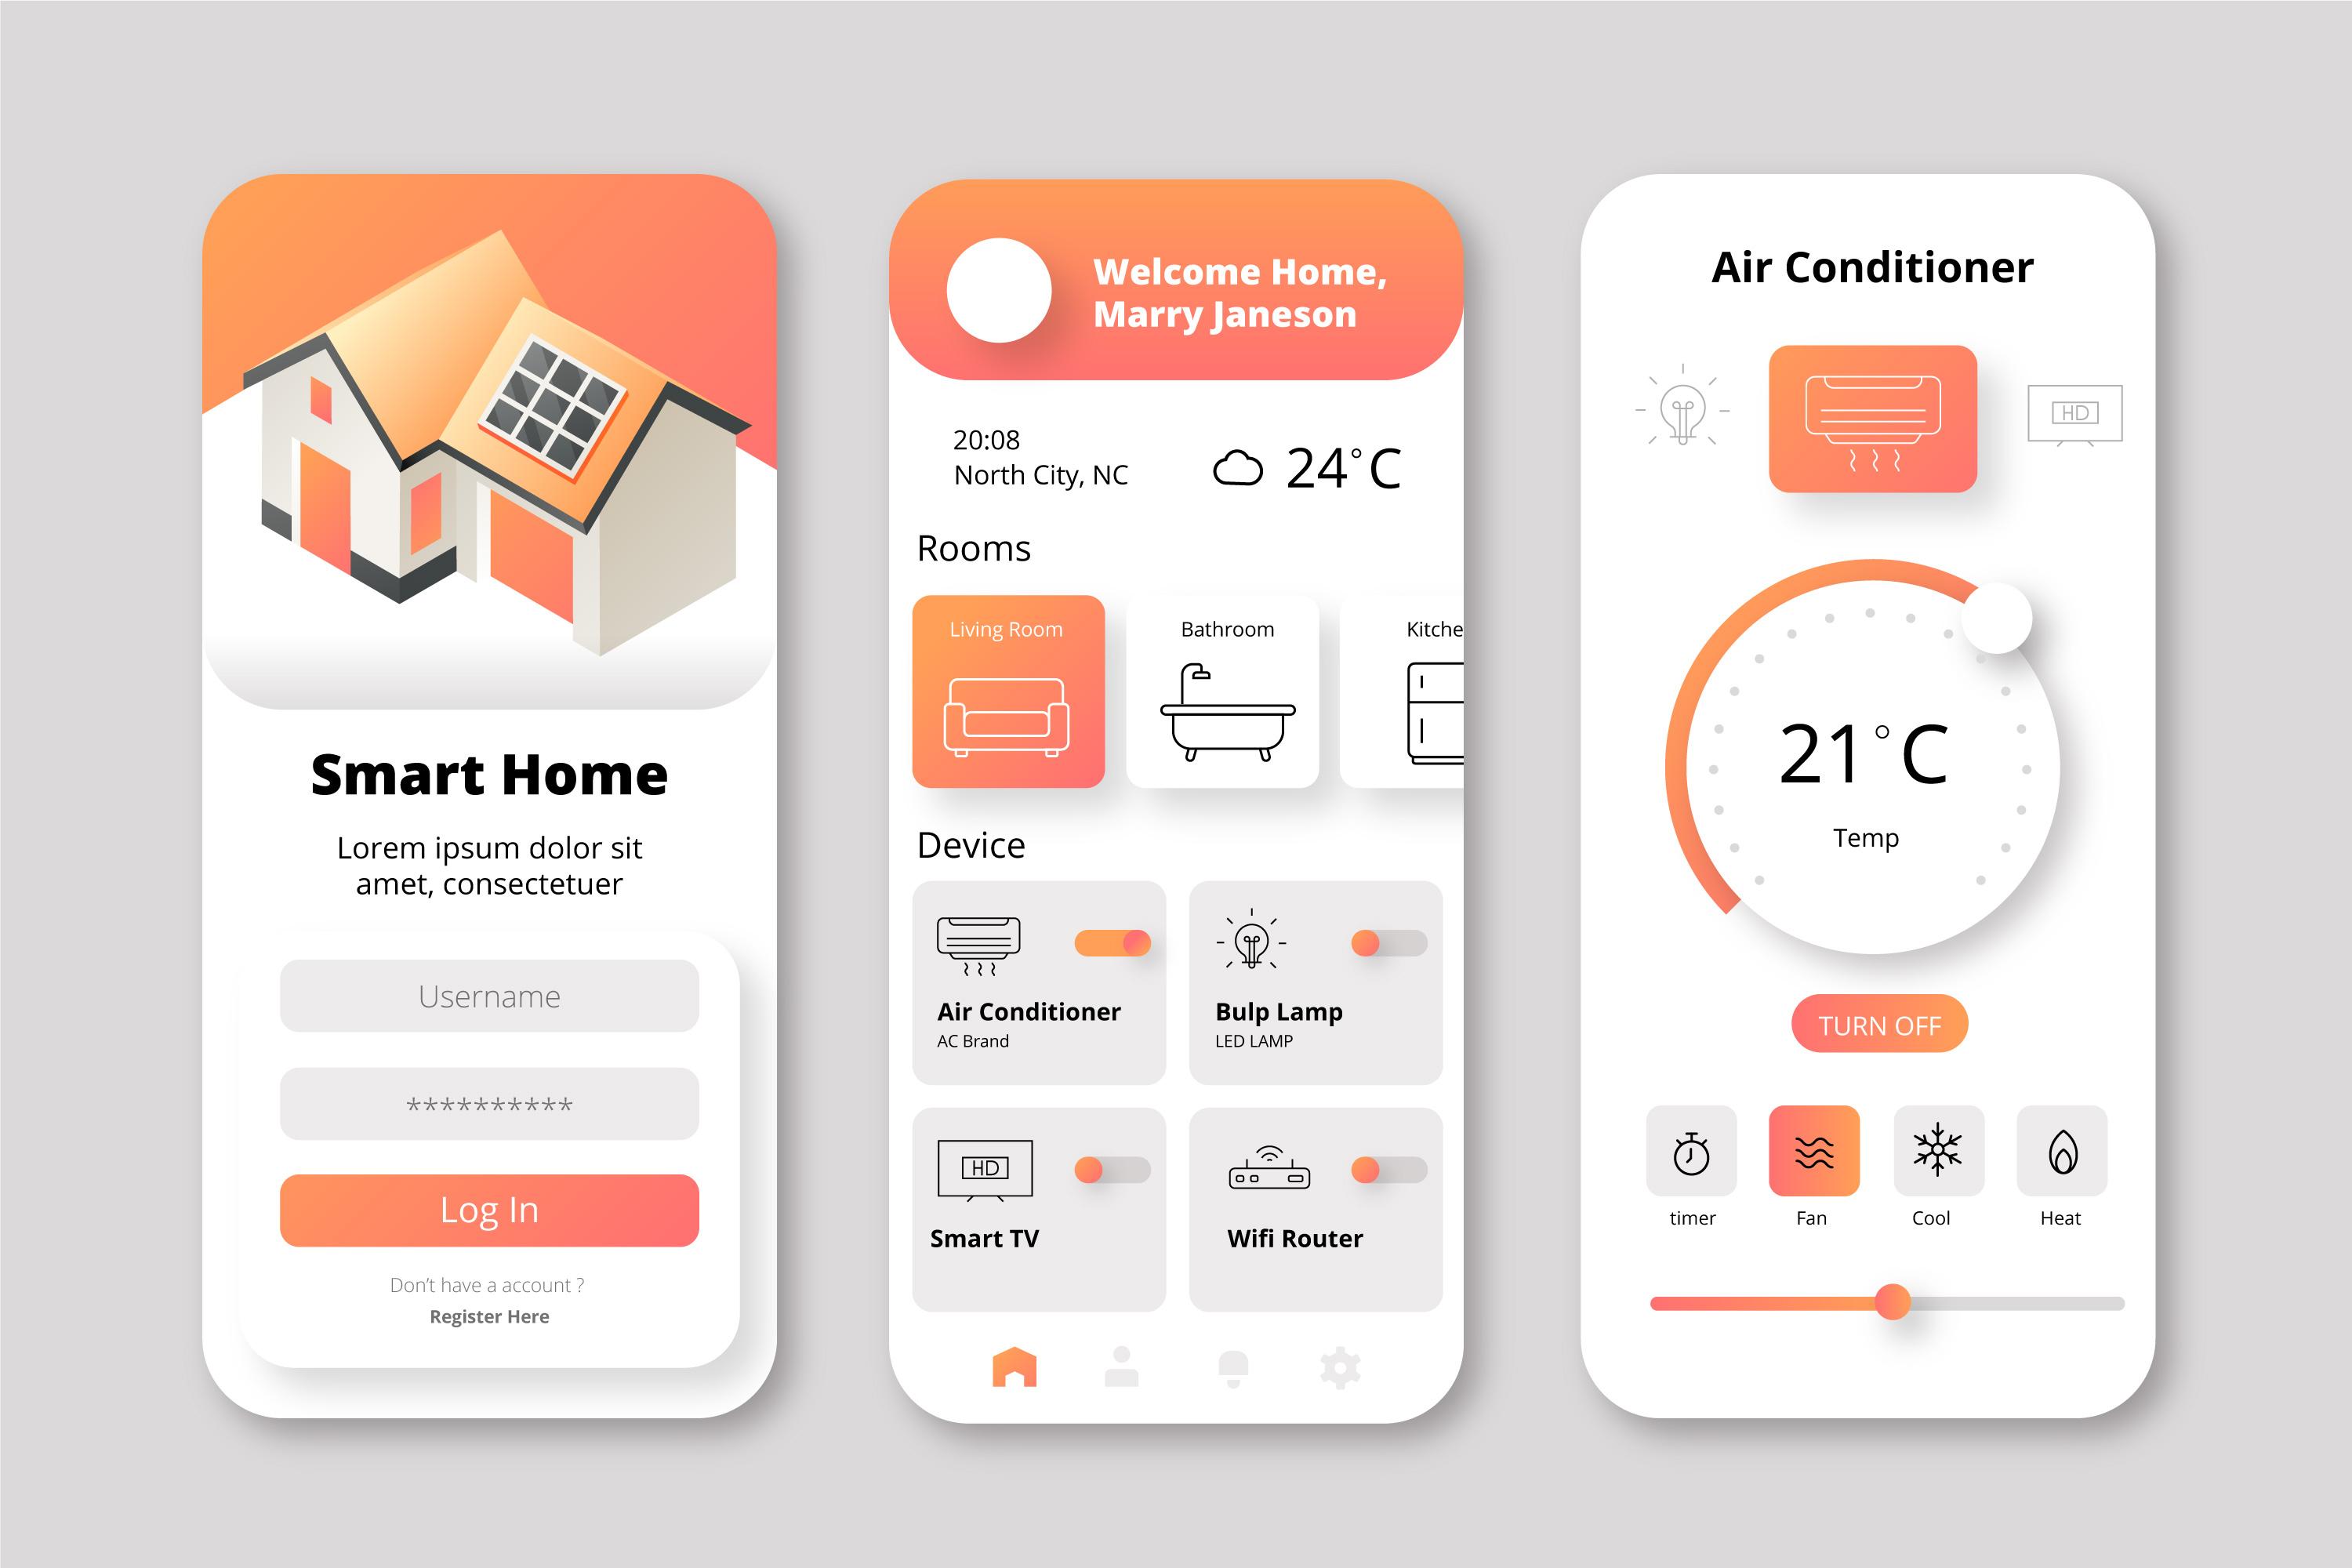 Smart Home
Lorem ipsum dolor sit
amet, consectetuer
Username
**********
Log In
Don't have a account ?
Register Here
Welcome Home,
Marry Janeson
20:08
North City, NC
24°C
Rooms
Living Room
Bathroom
Kitche
Device
Air Conditioner
AC Brand
Bulp Lamp
LED LAMP
HD
Smart TV
Wifi Router
Air Conditioner
HD
21°C
Temp
TURN OFF
timer
Fan
Cool
Heat